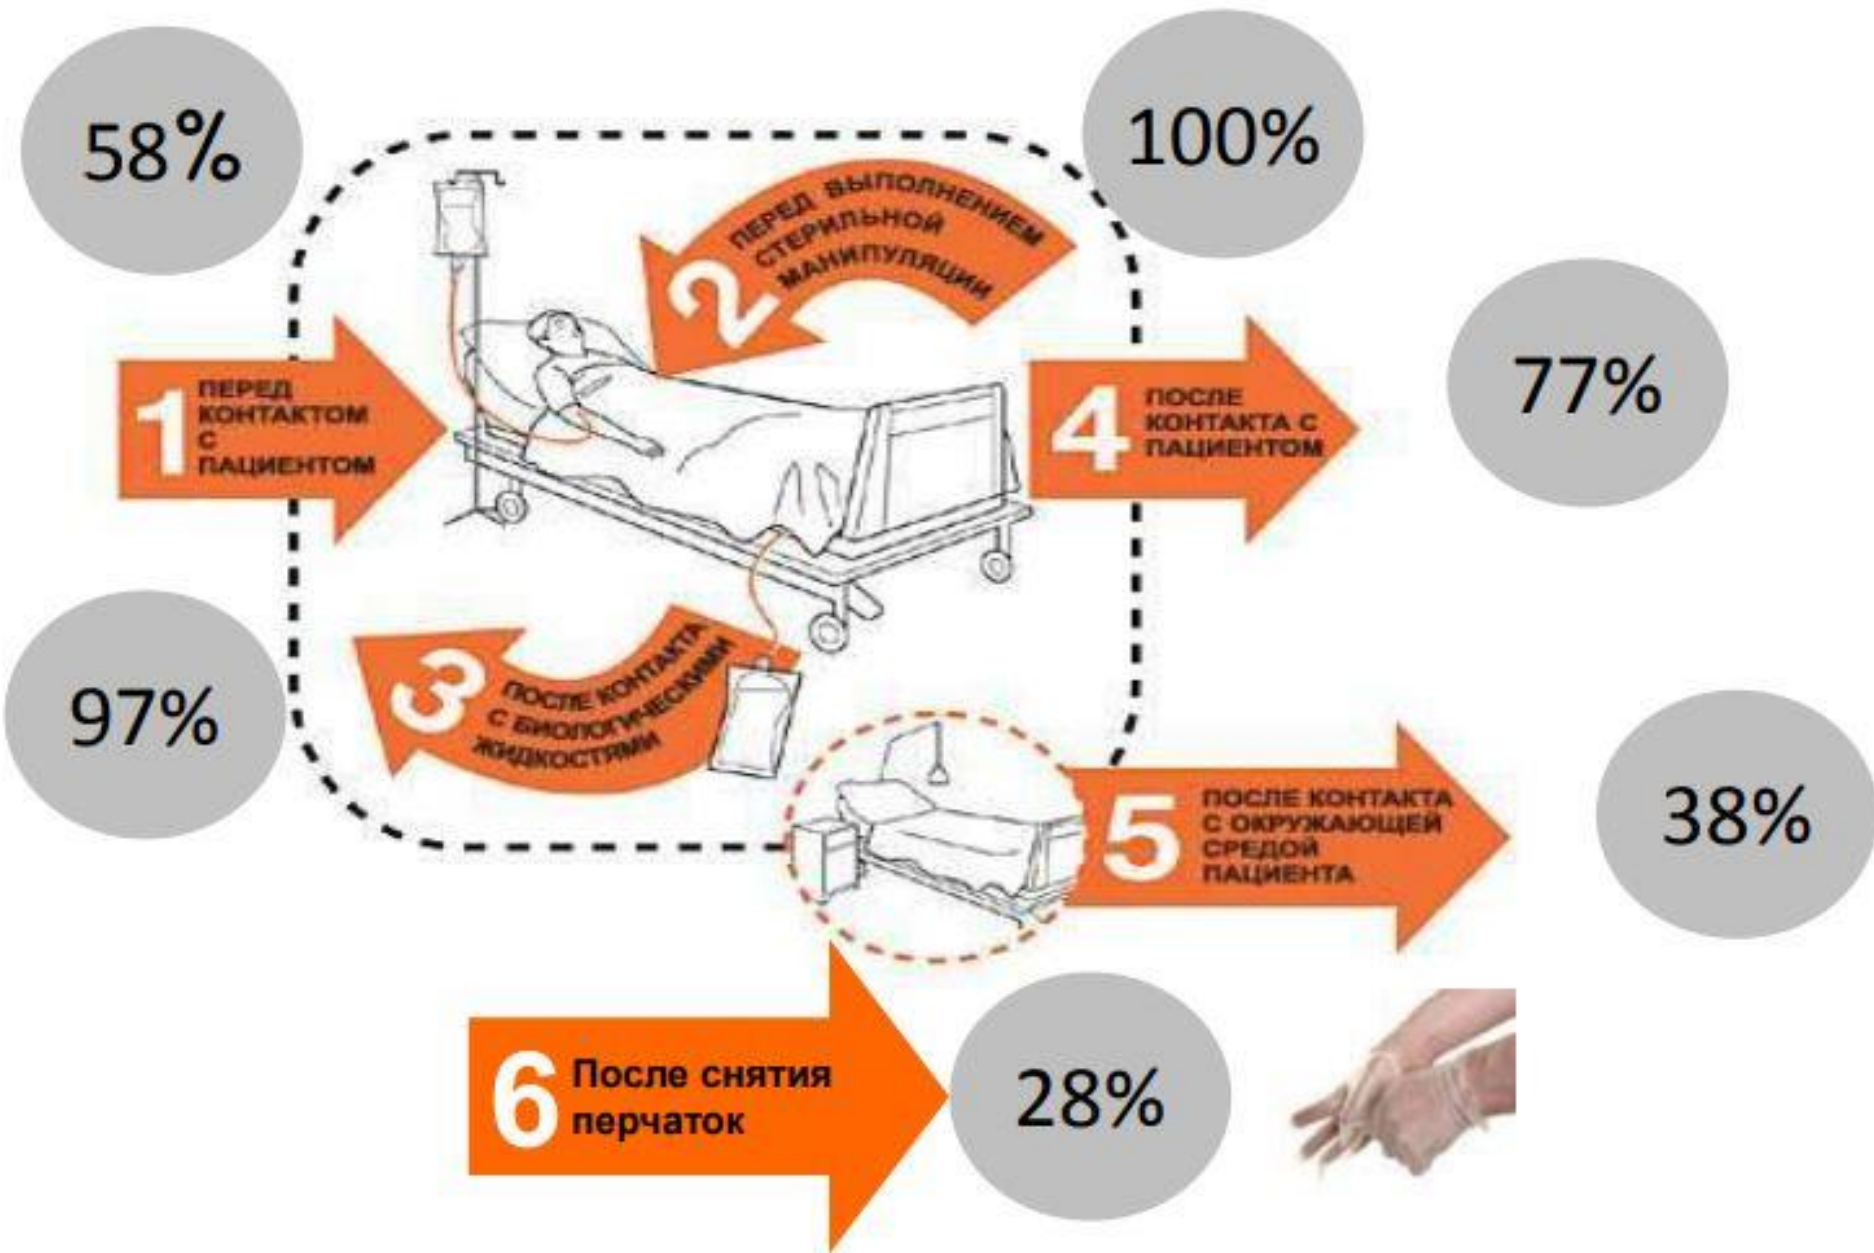 58%
100%
1
ПЕРЕД
КОНТАКТОМ
С
ПАЦИЕНТОМ
2
ПЕРЕД ВЫПОЛНЕНИЕМ
СТЕРИЛЬНОЙ
МАНИПУЛЯЦИИ
4
ПОСЛЕ
КОНТАКТА С
ПАЦИЕНТОМ
77%
97%
3
ПОСЛЕ КОНТАКТА
С БИОЛОГИЧЕСКИМИ
ЖИДКОСТЯМИ
5
ПОСЛЕ КОНТАКТА
С ОКРУЖАЮЩЕЙ
СРЕДОЙ
ПАЦИЕНТА
38%
6
После снятия
перчаток
28%